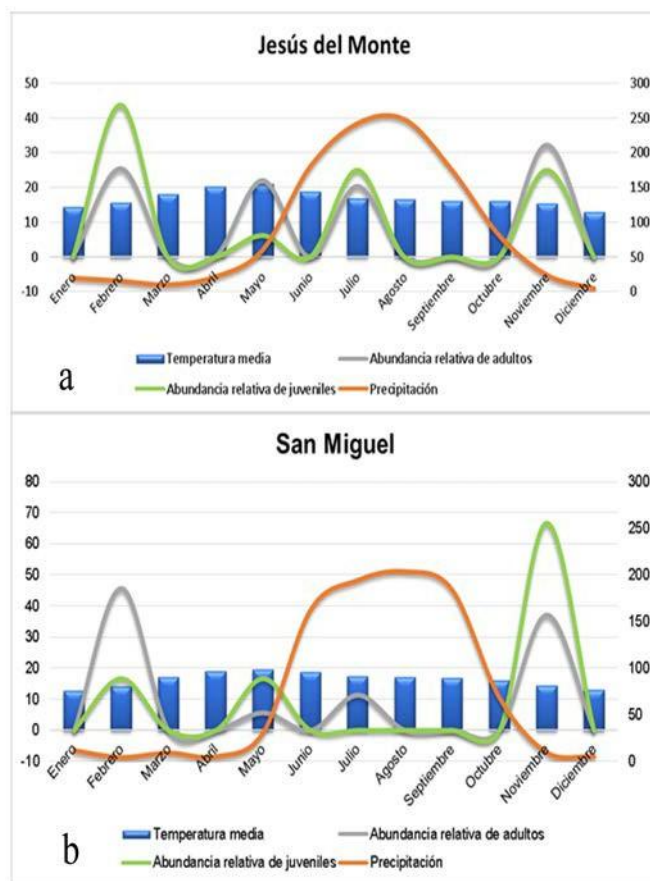 Jesús del Monte
50 300
40 250
30 200
20 150
10 100
0 50
-10 0
Enero Febrero Marzo Abril Mayo Junio Julio Agosto Septiembre Octubre Noviembre Diciembre
Temperatura media Abundancia relativa de adultos
a Abundancia relativa de juveniles Precipitación
San Miguel
80 300
70 250
60
50 200
40 150
30
20 100
10
0 50
-10 0
Enero Febrero Marzo Abril Mayo Junio Julio Agosto Septiembre Octubre Noviembre Diciembre
Temperatura media Abundancia relativa de adultos
b Abundancia relativa de juveniles Precipitación